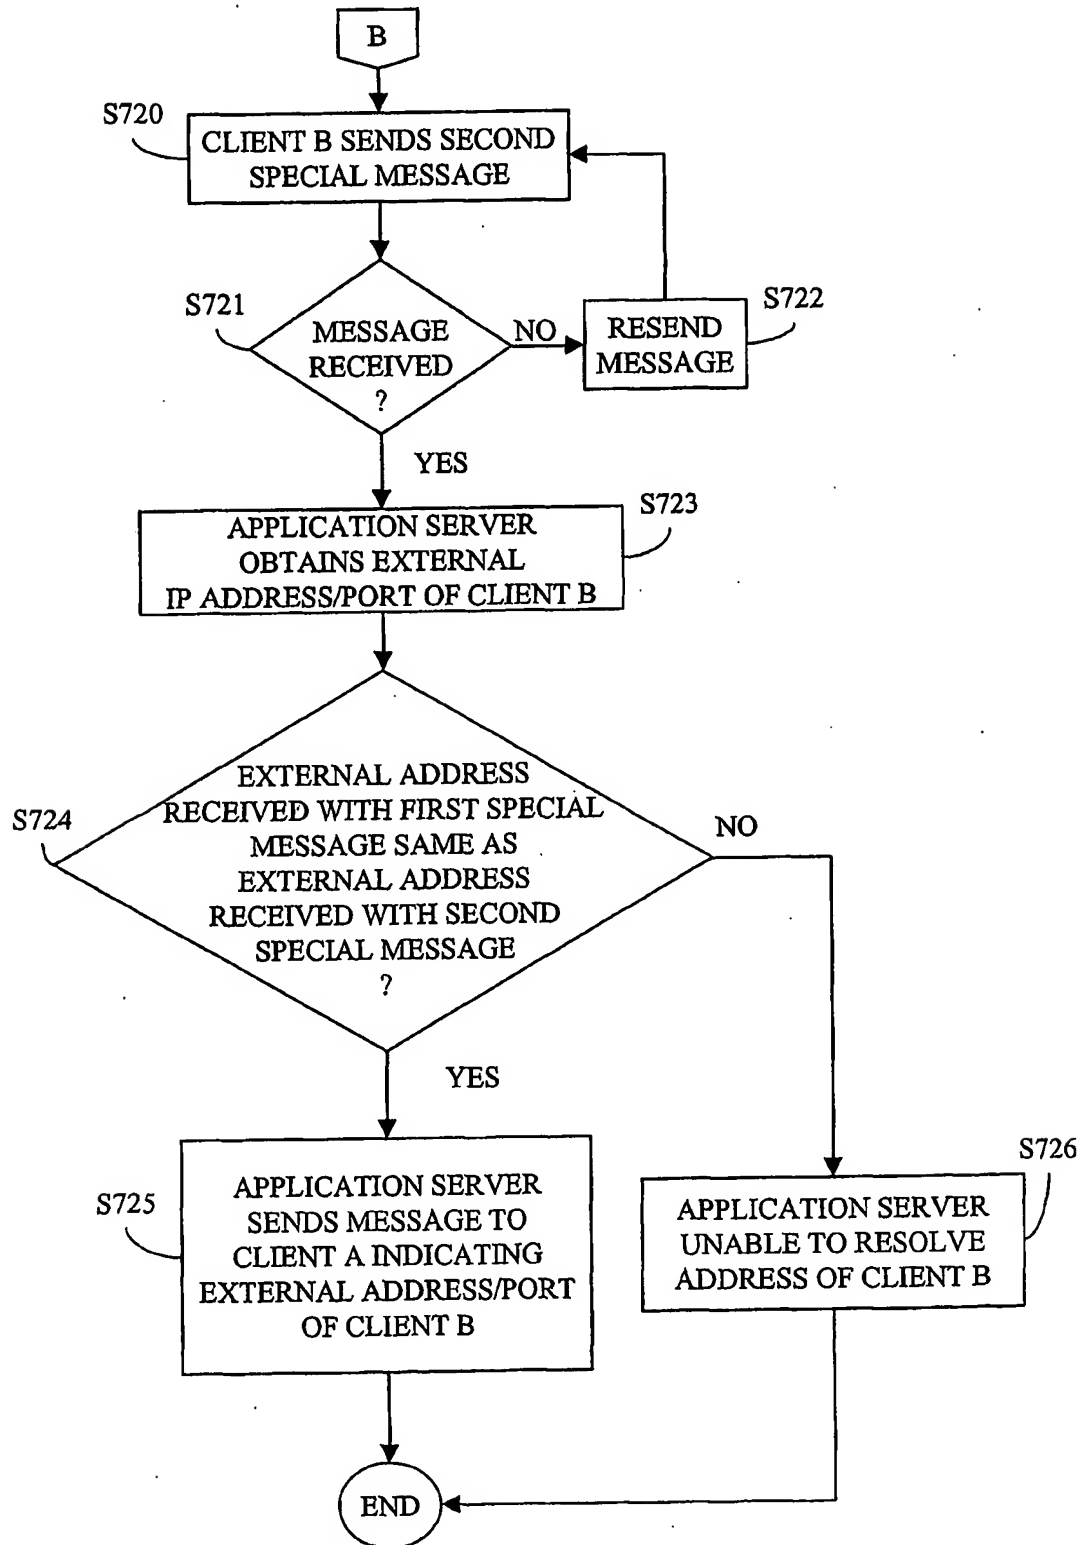 B
S720
CLIENT B SENDS SECOND
SPECIAL MESSAGE
S721
MESSAGE
RECEIVED
?
NO
RESEND
MESSAGE
S722
YES
S723
APPLICATION SERVER
OBTAINS EXTERNAL
IP ADDRESS/PORT OF CLIENT B
S724
EXTERNAL ADDRESS
RECEIVED WITH FIRST SPECIAL
MESSAGE SAME AS
EXTERNAL ADDRESS
RECEIVED WITH SECOND
SPECIAL MESSAGE
?
NO
YES
S725
APPLICATION SERVER
SENDS MESSAGE TO
CLIENT A INDICATING
EXTERNAL ADDRESS/PORT
OF CLIENT B
S726
APPLICATION SERVER
UNABLE TO RESOLVE
ADDRESS OF CLIENT B
END